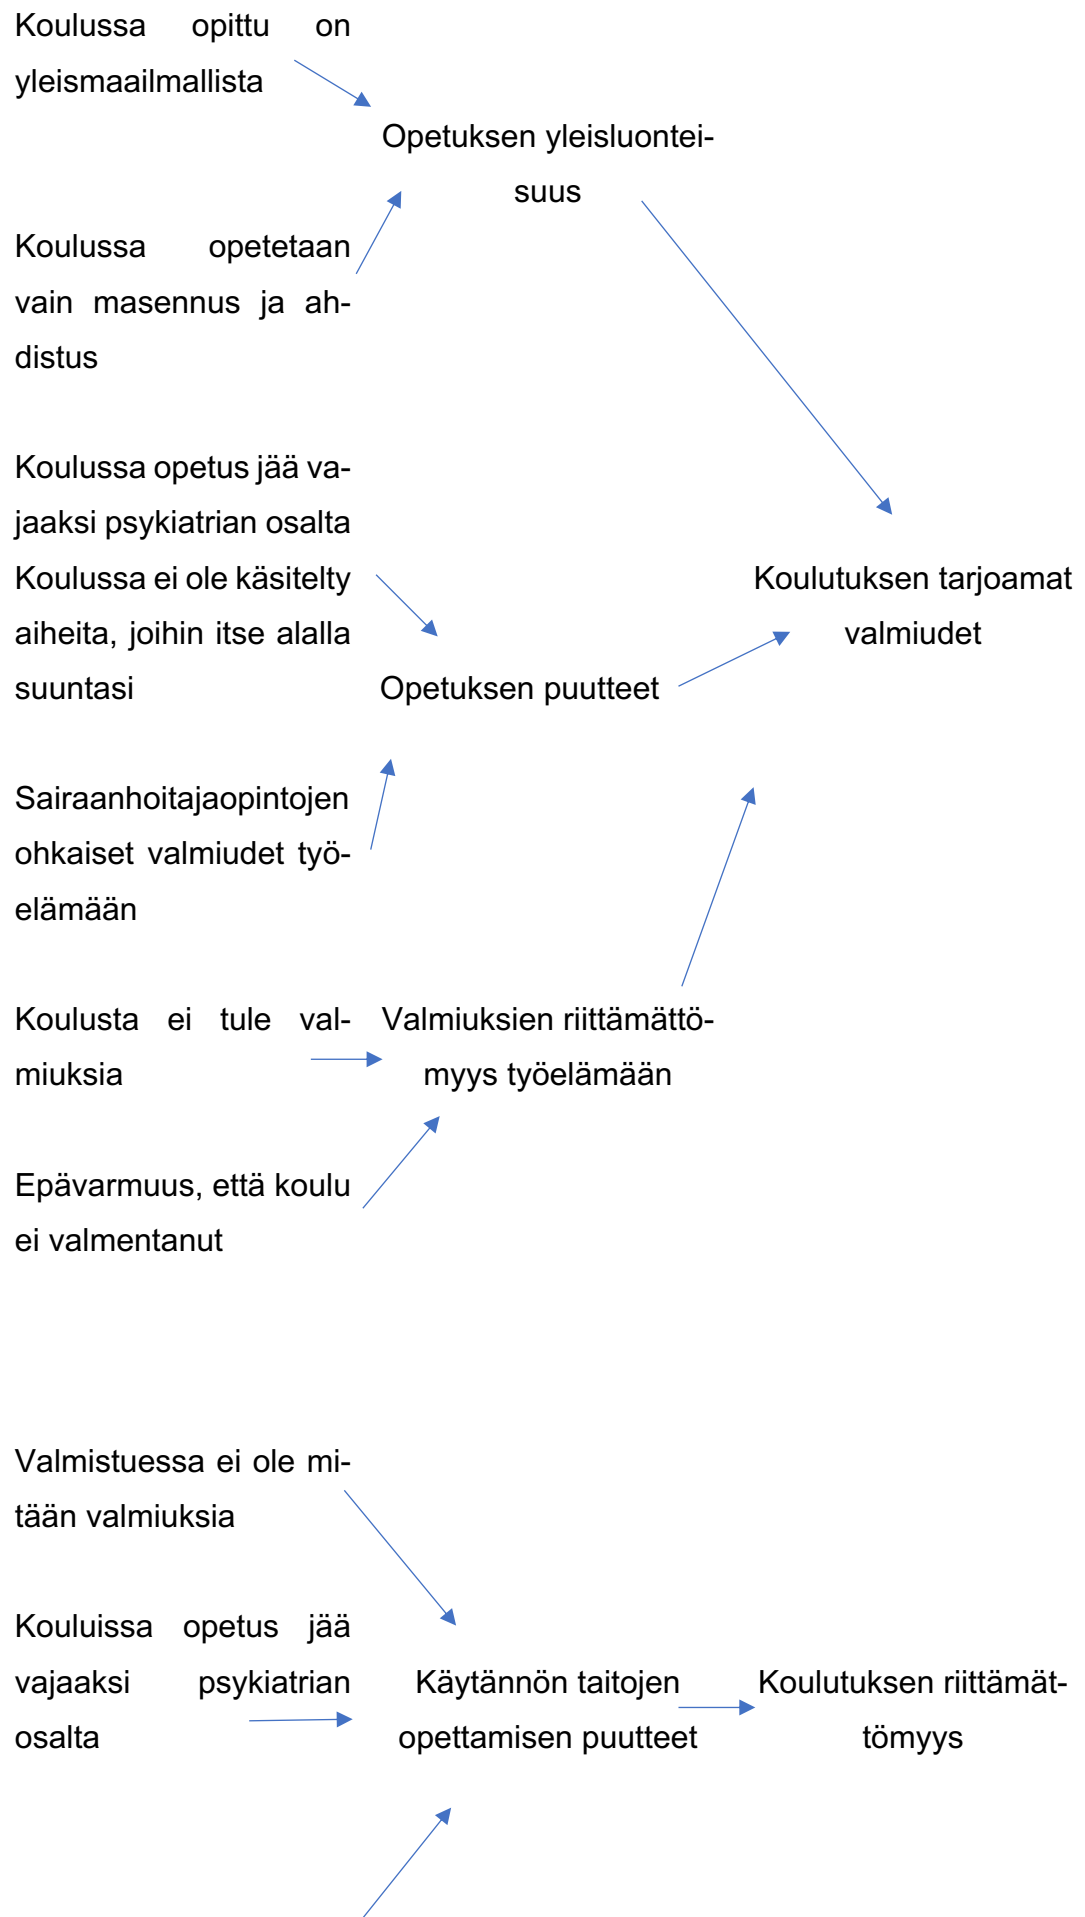 Koulussa opittu on
yleismaailmallista
Opetuksen yleisluontei-
suus
Koulussa opetetaan
vain masennus ja ah-
distus
Koulussa opetus jää va-
jaaksi psykiatrian osalta
Koulussa ei ole käsitelty
aiheita, joihin itse alalla
suuntasi
Opetuksen puutteet
Koulutuksen tarjoamat
valmiudet
Sairaanhoitajaopintojen
ohkaiset valmiudet työ-
elämään
Koulusta ei tule val-
miuksia
Valmiuksien riittämättö-
myys työelämään
Epävarmuus, että koulu
ei valmentanut
Valmistuessa ei ole mi-
tään valmiuksia
Kouluissa opetus jää
vajaaksi psykiatrian
osalta
Käytännön taitojen
opettamisen puutteet
Koulutuksen riittämät-
tömyys